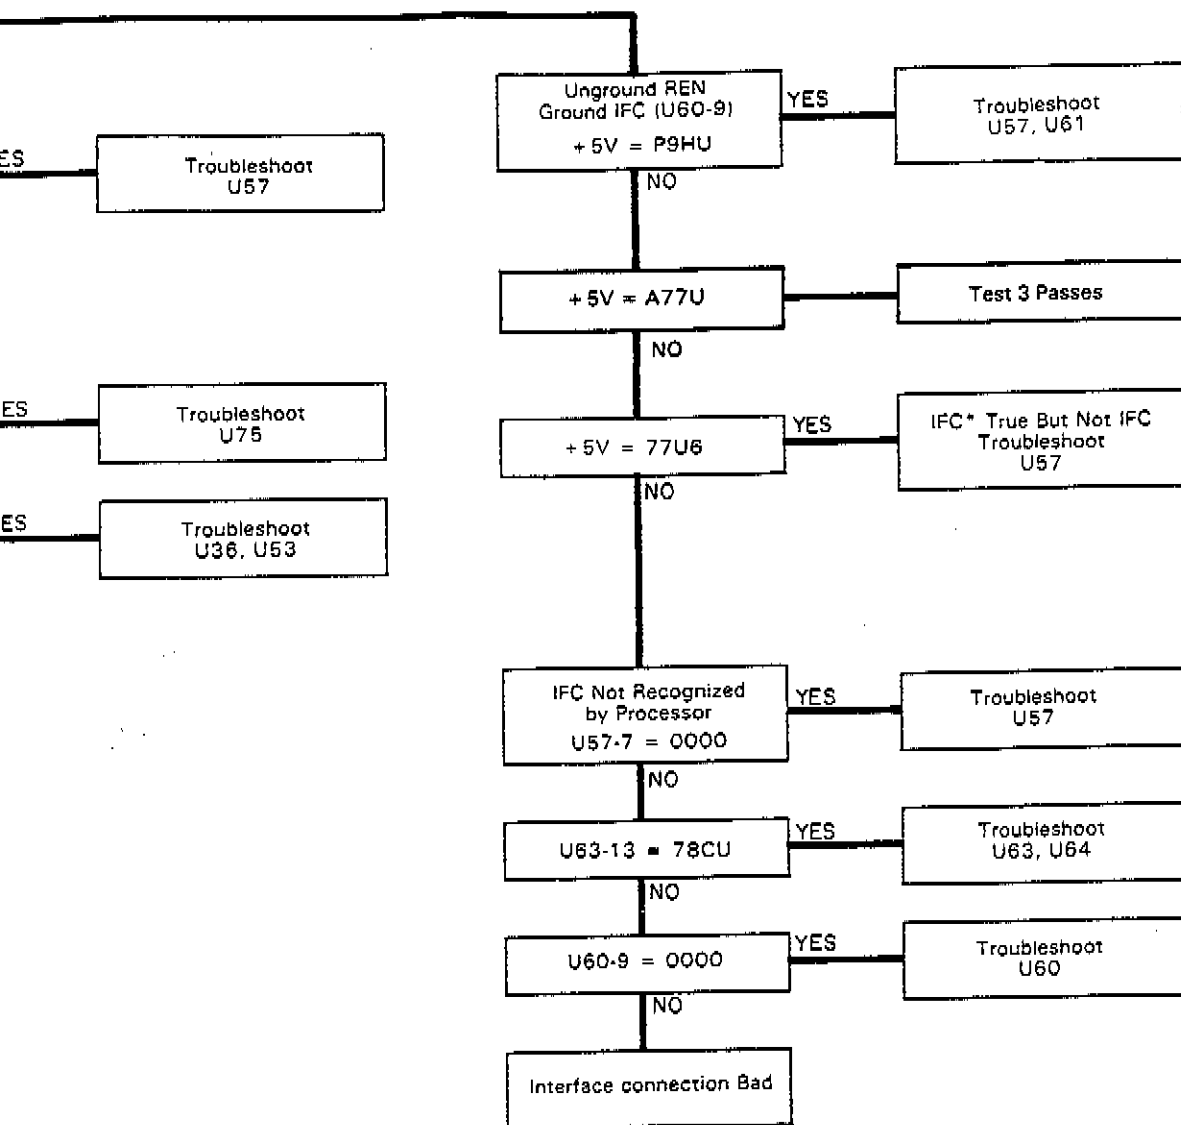 ES
Troubleshoot
U57
ES
Troubleshoot
U75
ES
Troubleshoot
U36, U53
Unground REN
Ground IFC (U60-9)
+5V = P9HU
YES
Troubleshoot
U57, U61
NO
+5V = A77U
Test 3 Passes
NO
+5V = 77U6
YES
IFC* True But Not IFC
Troubleshoot
U57
NO
IFC Not Recognized
by Processor
U57-7 = 0000
YES
Troubleshoot
U57
NO
U63-13 = 78CU
YES
Troubleshoot
U63, U64
NO
U60-9 = 0000
YES
Troubleshoot
U60
NO
Interface connection Bad